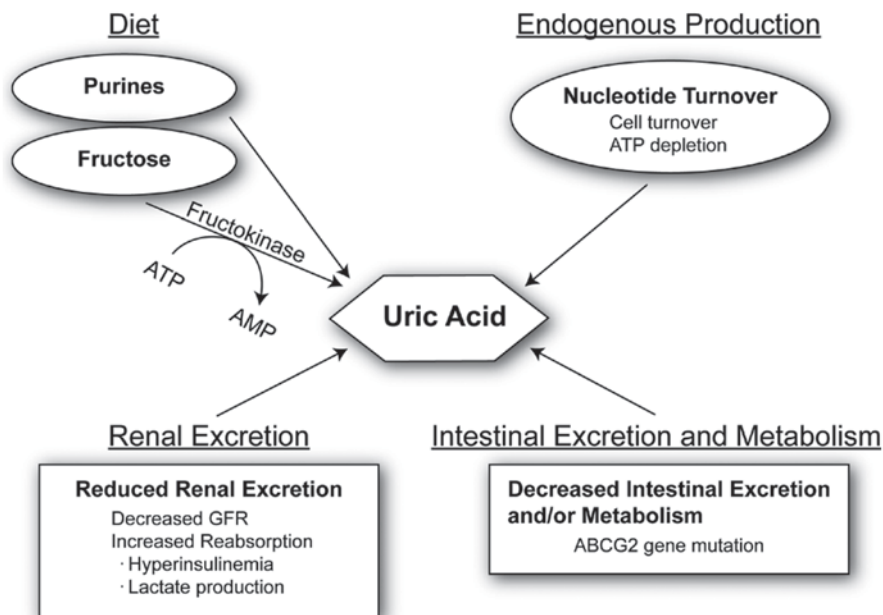 Diet
Purines
Fructose
Fructokinase
ATP
AMP
Endogenous Production
Nucleotide Turnover
Cell turnover
ATP depletion
Uric Acid
Renal Excretion
Reduced Renal Excretion
Decreased GFR
Increased Reabsorption
· Hyperinsulinemia
· Lactate production
Intestinal Excretion and Metabolism
Decreased Intestinal Excretion
and/or Metabolism
ABCG2 gene mutation